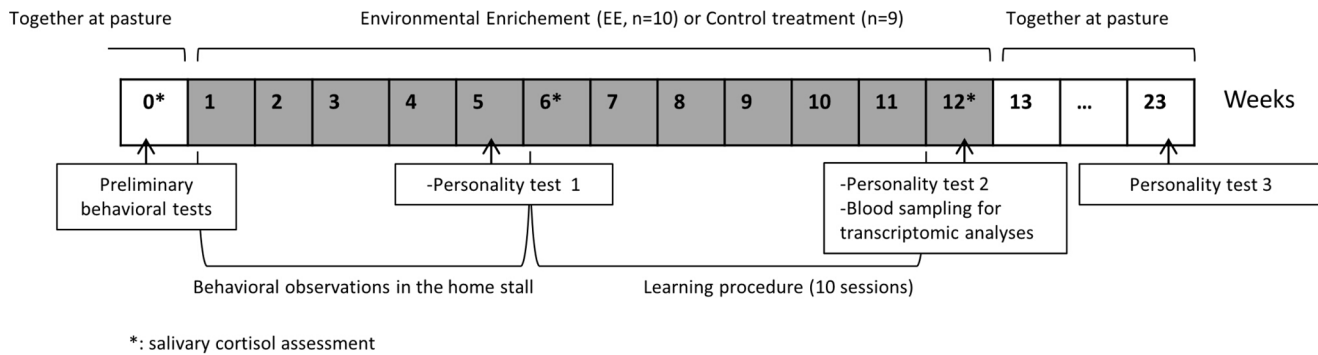 Together at pasture
Environmental Enrichement (EE, n=10) or Control treatment (n=9)
Together at pasture
0* 1 2 3 4 5 6* 7 8 9 10 11 12* 13 ... 23 Weeks
Preliminary
behavioral tests
-Personality test 1
-Personality test 2
-Blood sampling for
transcriptomic analyses
Personality test 3
Behavioral observations in the home stall
Learning procedure (10 sessions)
*: salivary cortisol assessment